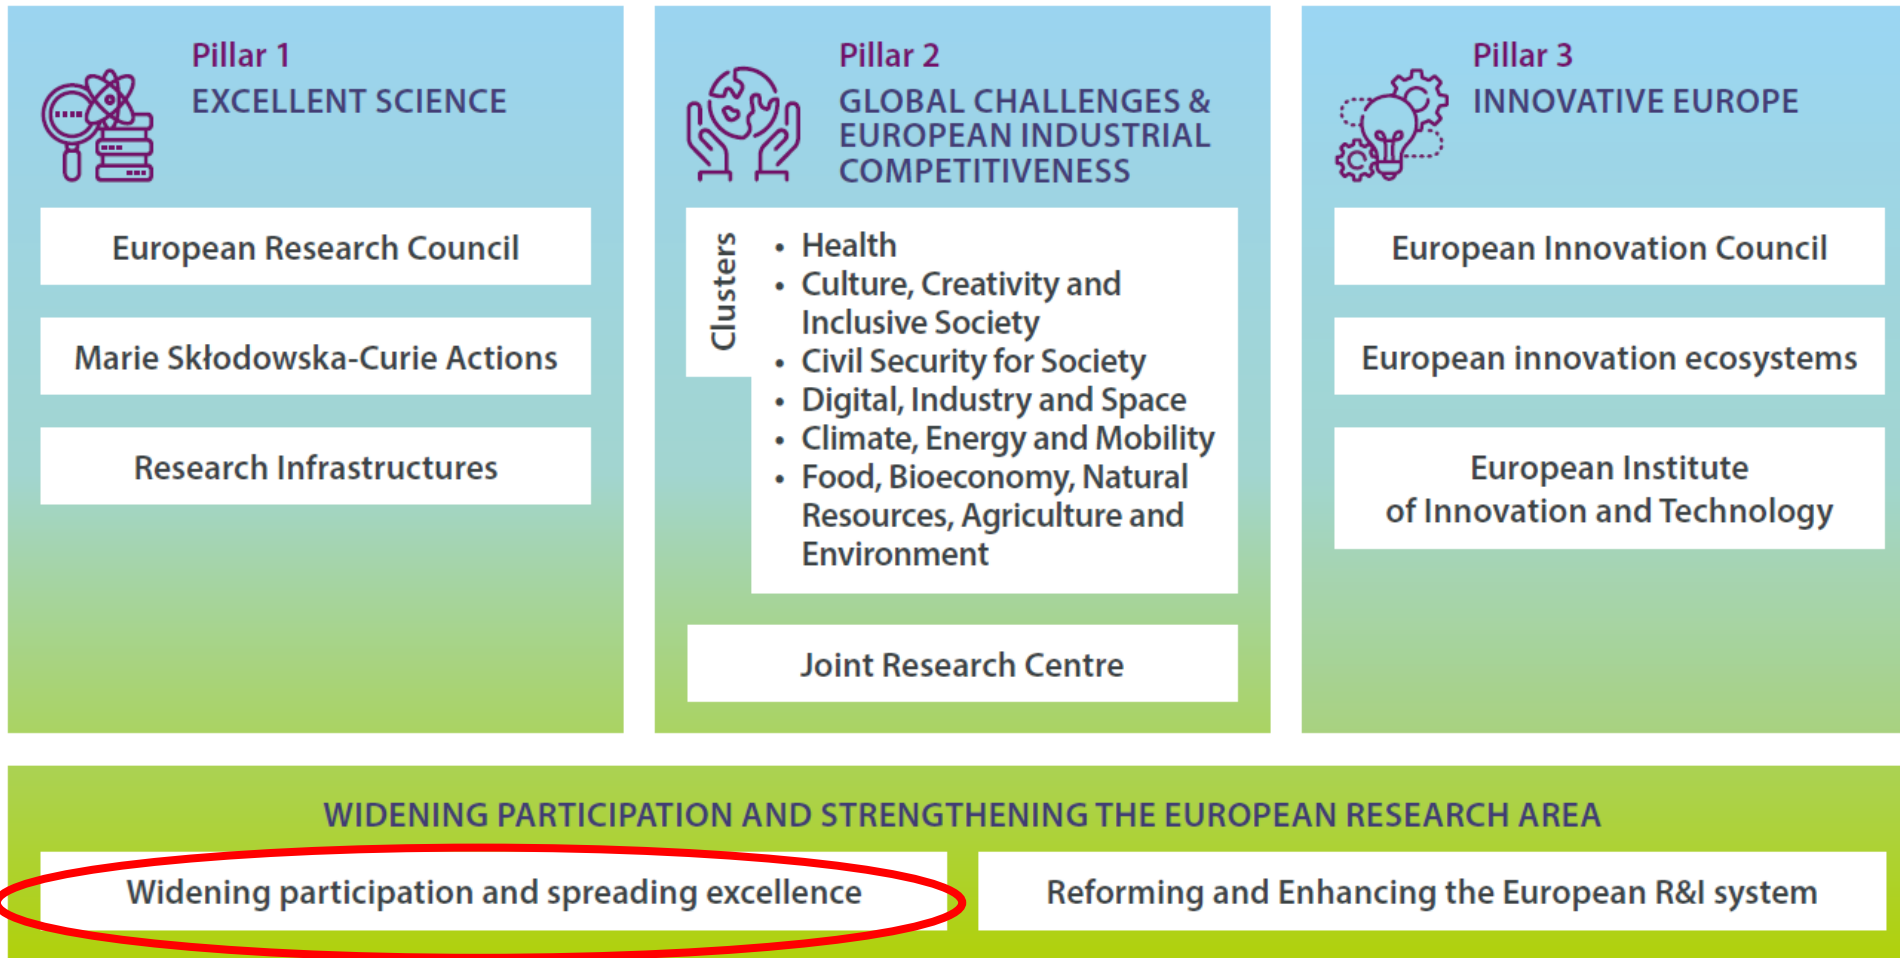 Pillar 1
EXCELLENT SCIENCE
European Research Council
Marie Skłodowska-Curie Actions
Research Infrastructures
Pillar 2
GLOBAL CHALLENGES &
EUROPEAN INDUSTRIAL
COMPETITIVENESS
Clusters
• Health
• Culture, Creativity and
Inclusive Society
• Civil Security for Society
• Digital, Industry and Space
• Climate, Energy and Mobility
• Food, Bioeconomy, Natural
Resources, Agriculture and
Environment
Joint Research Centre
Pillar 3
INNOVATIVE EUROPE
European Innovation Council
European innovation ecosystems
European Institute
of Innovation and Technology
WIDENING PARTICIPATION AND STRENGTHENING THE EUROPEAN RESEARCH AREA
Widening participation and spreading excellence
Reforming and Enhancing the European R&I system